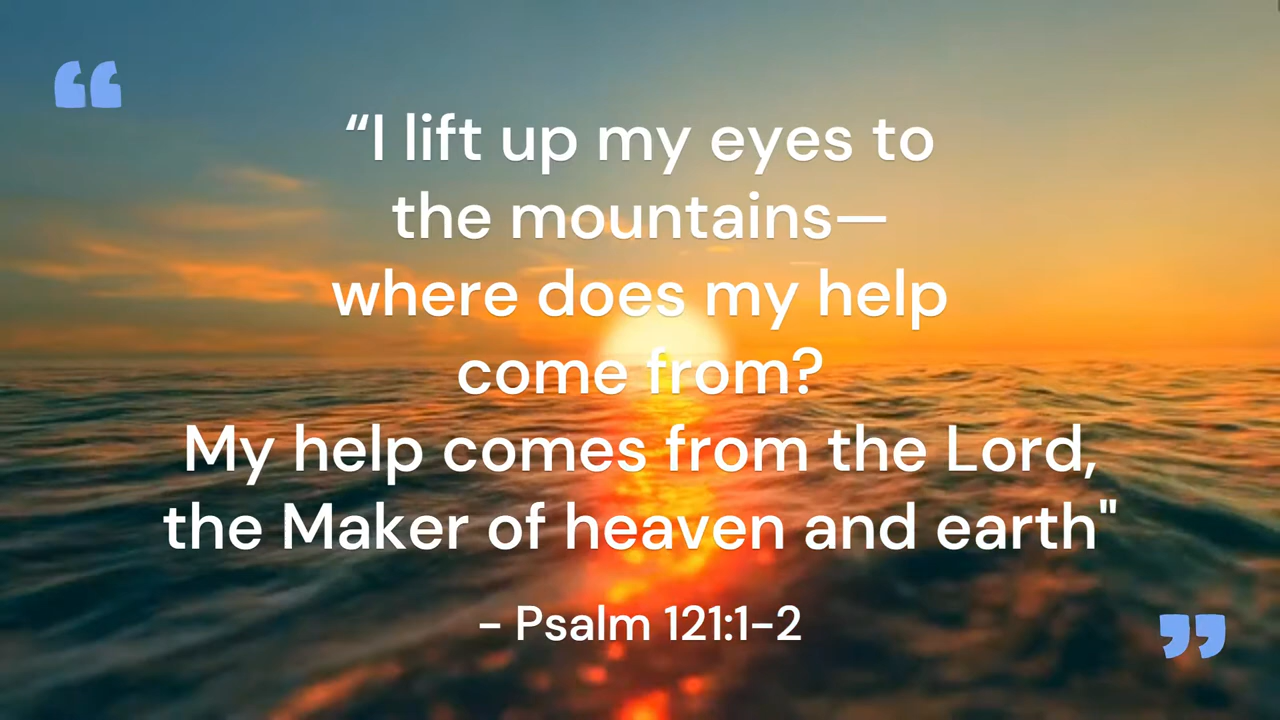 “I lift up my eyes to
the mountains—
where does my help
come from?
My help comes from the Lord,
the Maker of heaven and earth"
– Psalm 121:1–2